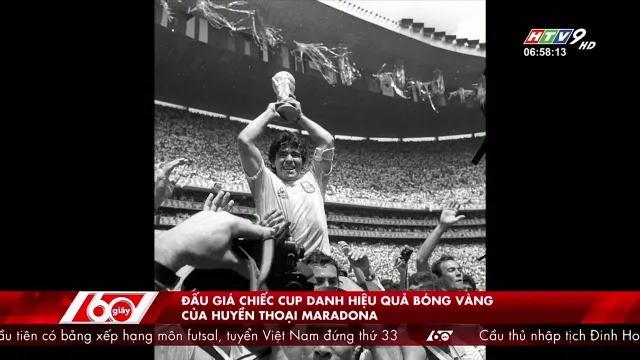 HTV9 HD
06:58:13
60 giây
ĐẤU GIÁ CHIẾC CUP DANH HIỆU QUẢ BÓNG VÀNG
CỦA HUYỀN THOẠI MARADONA
ầu tiên có bảng xếp hạng môn futsal, tuyển Việt Nam đứng thứ 33 60 giây Cầu thủ nhập tịch Đinh Ho